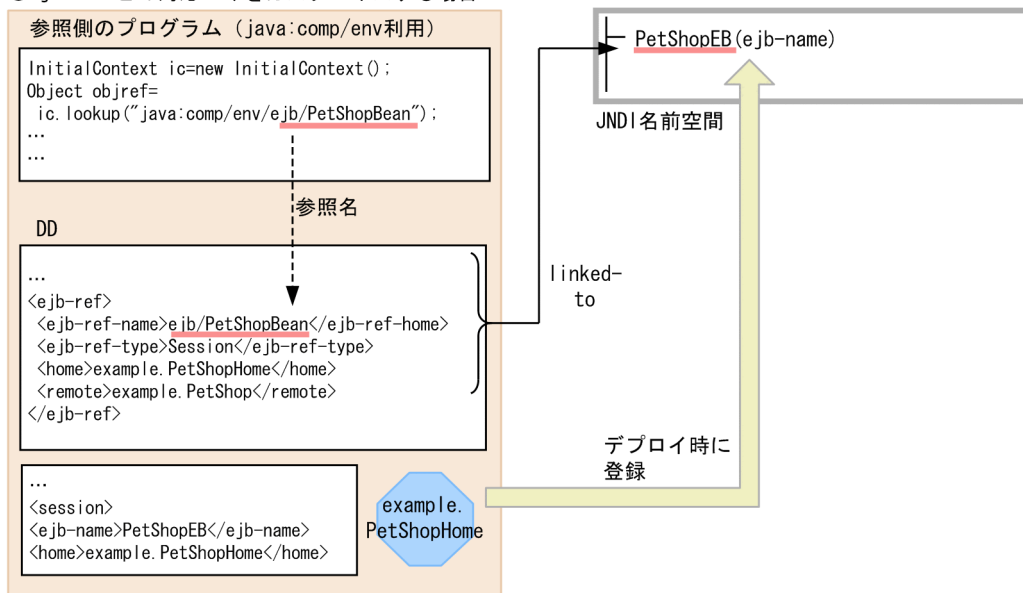 参照側のプログラム（java:comp/env利用）
InitialContext ic=new InitialContext();
Object objref=
ic.lookup("java:comp/env/ejb/PetShopBean");
…
…
参照名
DD
…
<ejb-ref>
<ejb-ref-name>ejb/PetShopBean</ejb-ref-home>
<ejb-ref-type>Session</ejb-ref-type>
<home>example.PetShopHome</home>
<remote>example.PetShop</remote>
</ejb-ref>
…
<session>
<ejb-name>PetShopEB</ejb-name>
<home>example.PetShopHome</home>
example.
PetShopHome
linked-
to
PetShopEB(ejb-name)
JNDI名前空間
デプロイ時に
登録